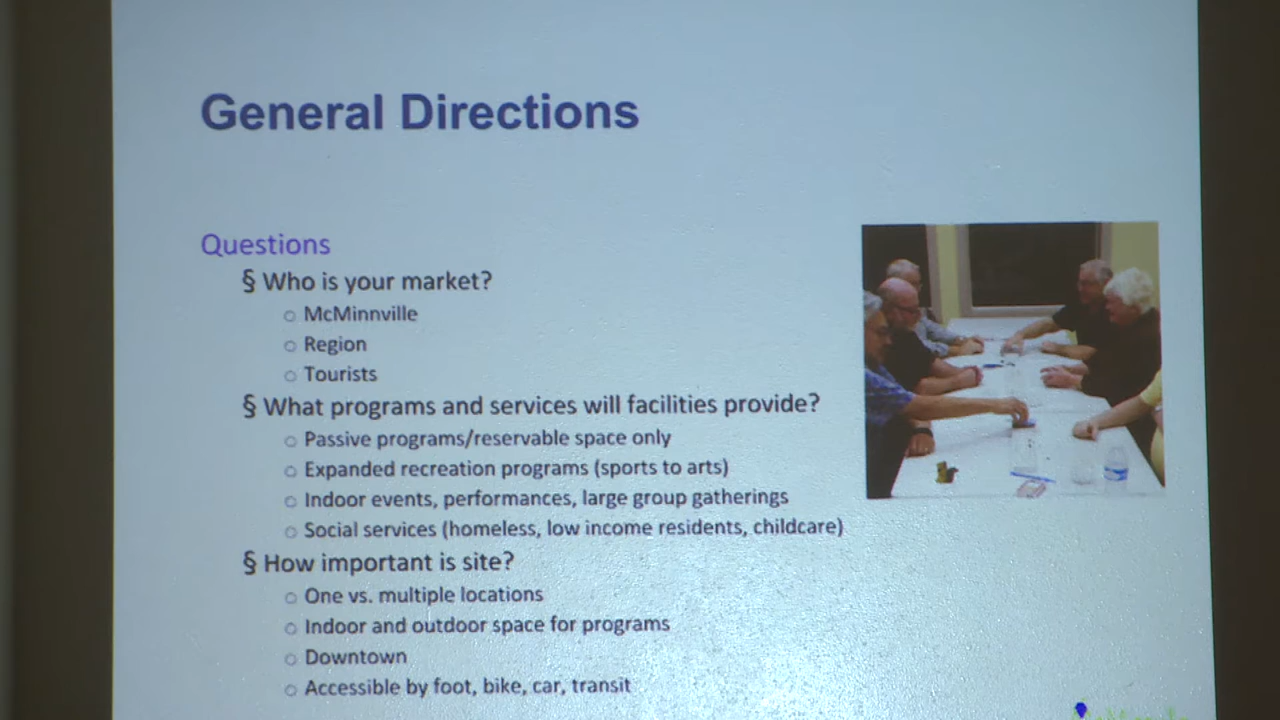 General Directions
Questions
§ Who is your market?
○ McMinnville
○ Region
○ Tourists
§ What programs and services will facilities provide?
○ Passive programs/reservable space only
○ Expanded recreation programs (sports to arts)
○ Indoor events, performances, large group gatherings
○ Social services (homeless, low income residents, childcare)
§ How important is site?
○ One vs. multiple locations
○ Indoor and outdoor space for programs
○ Downtown
○ Accessible by foot, bike, car, transit